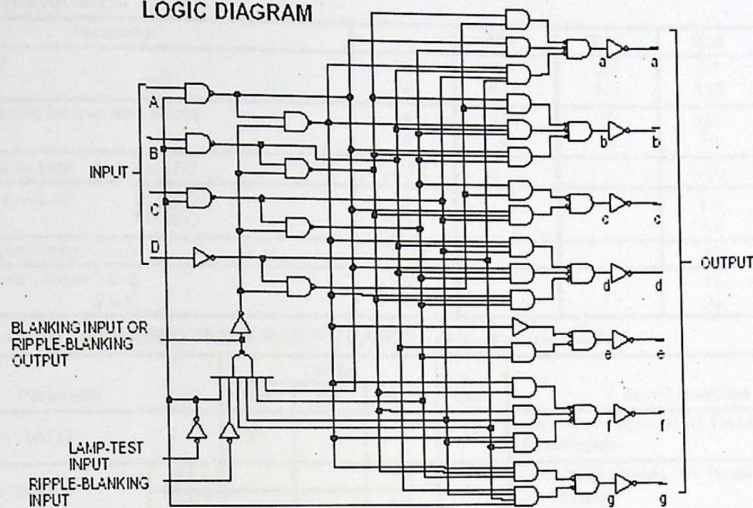 LOGIC DIAGRAM
INPUT
A
B
C
D
BLANKING INPUT OR
RIPPLE-BLANKING
OUTPUT
LAMP-TEST
INPUT
RIPPLE-BLANKING
INPUT
a a
b b
c c
d d
e e
f f
g g
OUTPUT